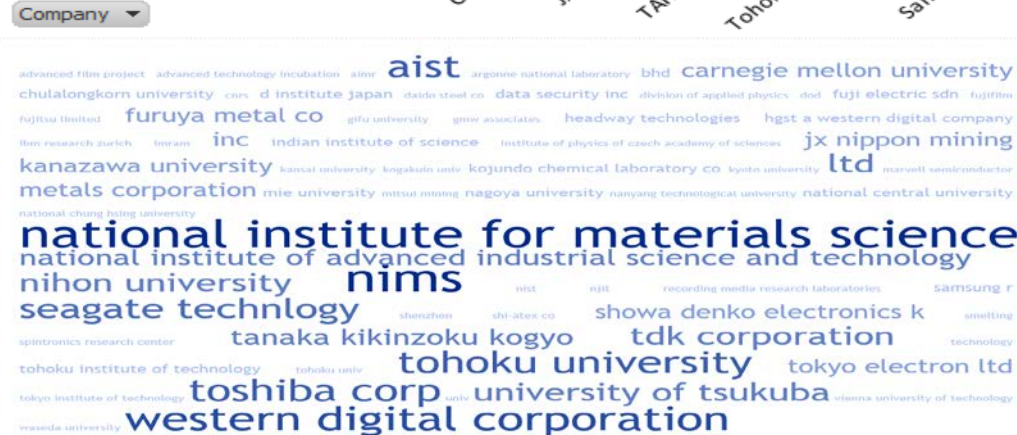 TAN
Tohol
Company
advanced film project advanced technology incubation aimr aist argonne national laboratory bhd carnegie mellon university
chulalongkorn university cnrs d institute japan daido steel co data security inc division of applied physics dod fuji electric sdn fujifilm
fujitsu limited furuya metal co gifu university gmw associates headway technologies hgst a western digital company
ibm research zurich imram inc indian institute of science institute of physics of czech academy of sciences jx nippon mining
kanazawa university kansai university kogakuin univ kojundo chemical laboratory co kyoto university ltd marvell semiconductor
metals corporation mie university mitsui mining nagoya university nanyang technological university national central university
national chung hsing university
national institute for materials science
national institute of advanced industrial science and technology
nihon university nims nist njit recording media research laboratories samsung r
seagate technlogy shenzhen shi-atex co showa denko electronics k smelting
spintronics research center tanaka kikinzoku kogyo tdk corporation technology
tohoku institute of technology tohoku univ tohoku university tokyo electron ltd
tokyo institute of technology toshiba corp univ university of tsukuba vienna university of technology
waseda university western digital corporation